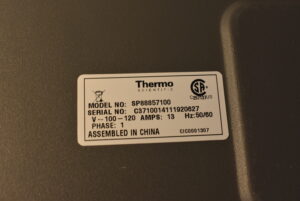 Thermo
SCIENTIFIC
MODEL NO: SP88857100
SERIAL NO: C3710014111920627
V~100-120 AMPS: 13 Hz:50/60
PHASE: 1
ASSEMBLED IN CHINA